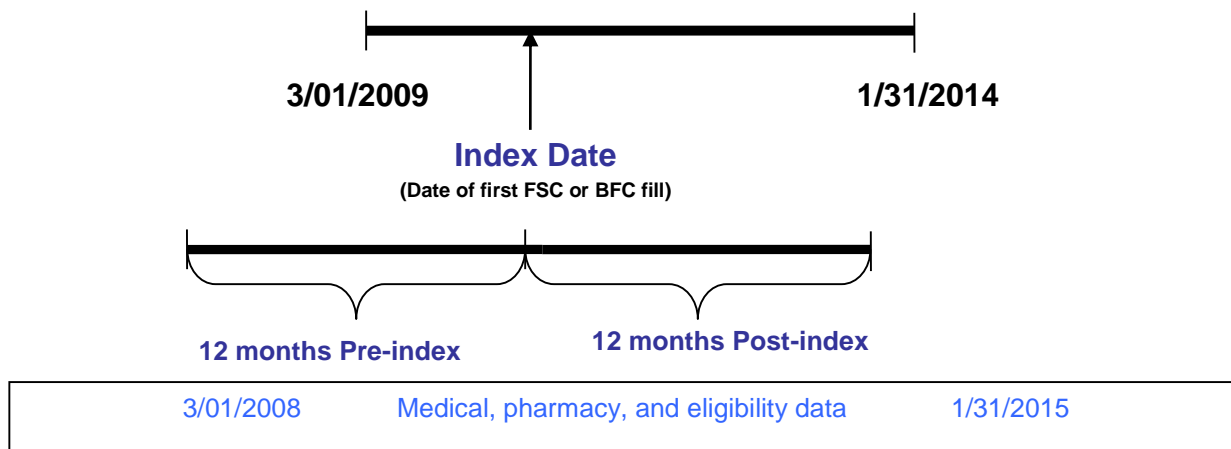 3/01/2009 1/31/2014
Index Date
(Date of first FSC or BFC fill)
12 months Pre-index 12 months Post-index
3/01/2008 Medical, pharmacy, and eligibility data 1/31/2015